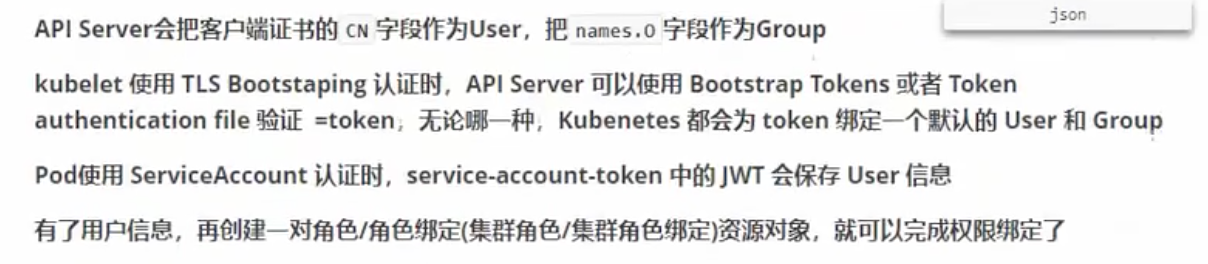 json
API Server会把客户端证书的 CN 字段作为User，把 names.O 字段作为Group
kubelet 使用 TLS Bootstaping 认证时，API Server 可以使用 Bootstrap Tokens 或者 Token
authentication file 验证 =token，无论哪一种，Kubenetes 都会为 token 绑定一个默认的 User 和 Group
Pod使用 ServiceAccount 认证时，service-account-token 中的 JWT 会保存 User 信息
有了用户信息，再创建一对角色/角色绑定(集群角色/集群角色绑定)资源对象，就可以完成权限绑定了